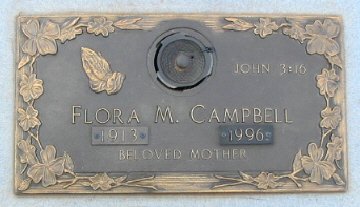 JOHN 3:16
FLORA M. CAMPBELL
1913 1996
BELOVED MOTHER